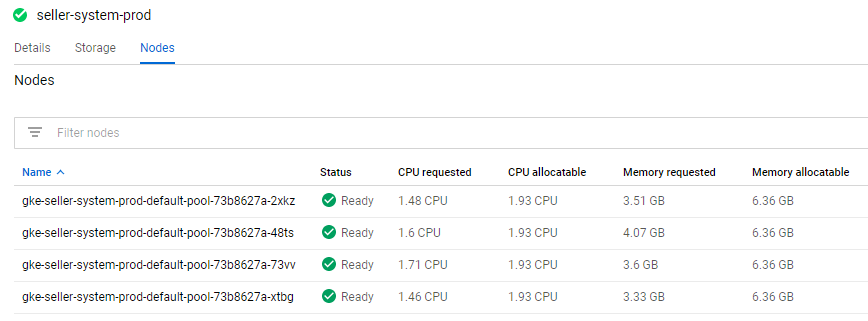 seller-system-prod
Details Storage Nodes
Nodes
Filter nodes
Name Status CPU requested CPU allocatable Memory requested Memory allocatable
gke-seller-system-prod-default-pool-73b8627a-2xkz Ready 1.48 CPU 1.93 CPU 3.51 GB 6.36 GB
gke-seller-system-prod-default-pool-73b8627a-48ts Ready 1.6 CPU 1.93 CPU 4.07 GB 6.36 GB
gke-seller-system-prod-default-pool-73b8627a-73vv Ready 1.71 CPU 1.93 CPU 3.6 GB 6.36 GB
gke-seller-system-prod-default-pool-73b8627a-xtbg Ready 1.46 CPU 1.93 CPU 3.33 GB 6.36 GB